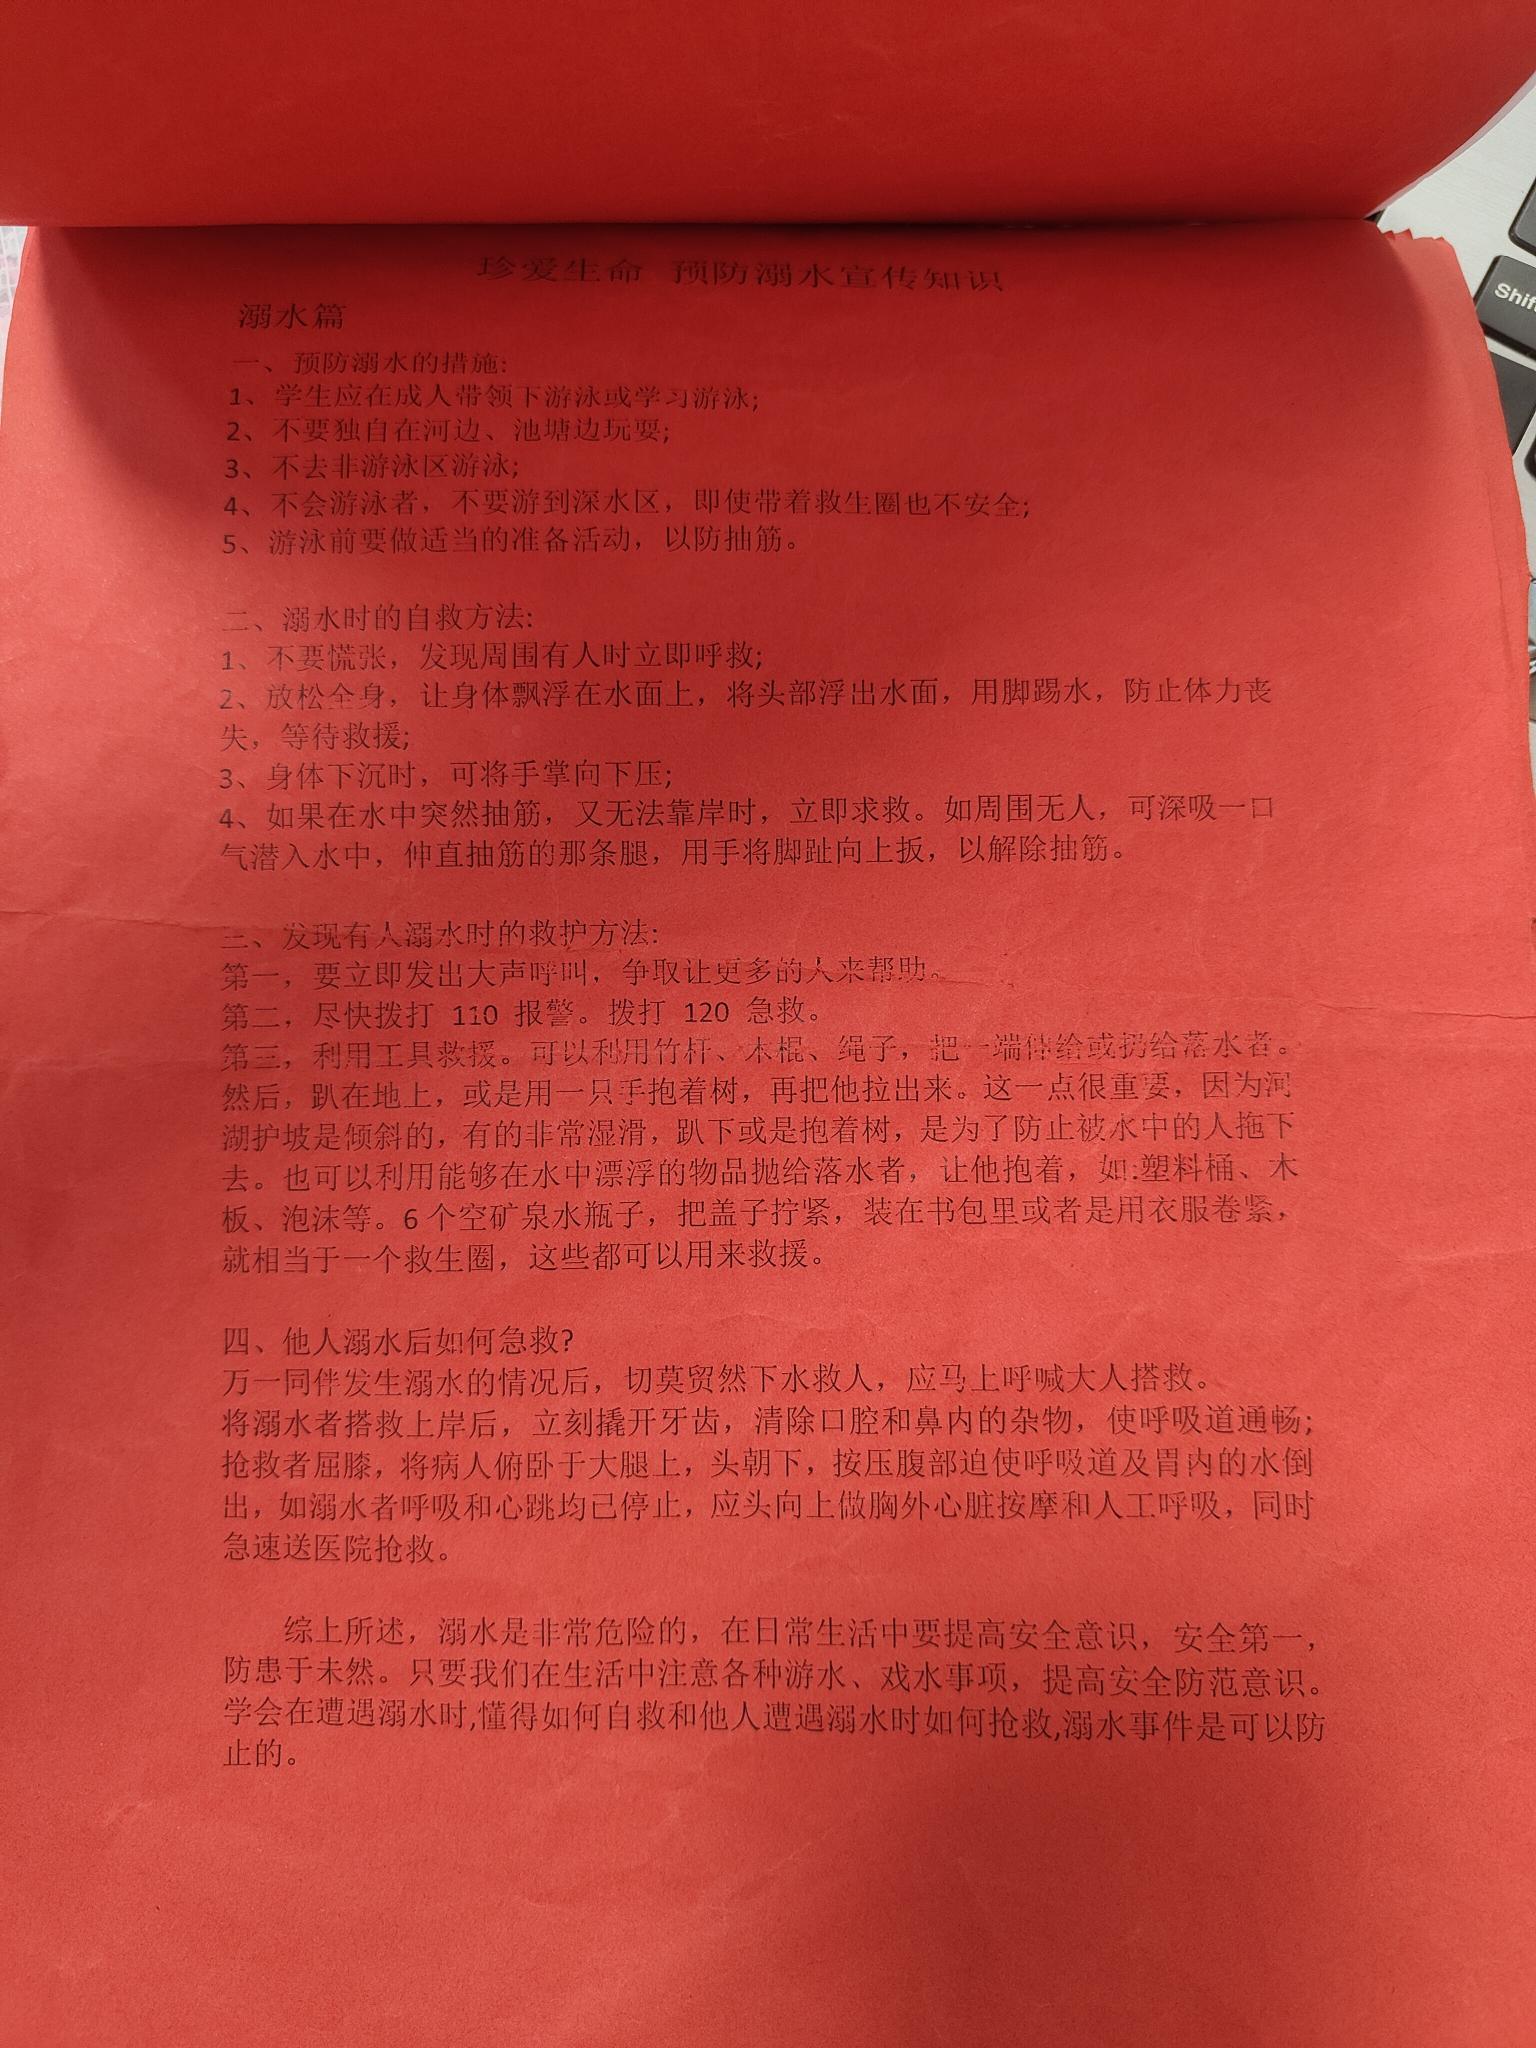 珍爱生命 预防溺水宣传知识
溺水篇
一、预防溺水的措施:
1、学生应在成人带领下游泳或学习游泳;
2、不要独自在河边、池塘边玩耍;
3、不去非游泳区游泳;
4、不会游泳者，不要游到深水区，即使带着救生圈也不安全;
5、游泳前要做适当的准备活动，以防抽筋。
二、溺水时的自救方法:
1、不要慌张，发现周围有人时立即呼救;
2、放松全身，让身体飘浮在水面上，将头部浮出水面，用脚踢水，防止体力丧
失，等待救援;
3、身体下沉时，可将手掌向下压;
4、如果在水中突然抽筋，又无法靠岸时，立即求救。如周围无人，可深吸一口
气潜入水中，伸直抽筋的那条腿，用手将脚趾向上扳，以解除抽筋。
三、发现有人溺水时的救护方法:
第一，要立即发出大声呼叫，争取让更多的人来帮助。
第二，尽快拨打 110 报警。拨打 120 急救。
第三，利用工具救援。可以利用竹杆、木棍、绳子，把一端伸给或扔给落水者。
然后，趴在地上，或是用一只手抱着树，再把他拉出来。这一点很重要，因为河
湖护坡是倾斜的，有的非常湿滑，趴下或是抱着树，是为了防止被水中的人拖下
去。也可以利用能够在水中漂浮的物品抛给落水者，让他抱着，如:塑料桶、木
板、泡沫等。6 个空矿泉水瓶子，把盖子拧紧，装在书包里或者是用衣服卷紧，
就相当于一个救生圈，这些都可以用来救援。
四、他人溺水后如何急救?
万一同伴发生溺水的情况后，切莫贸然下水救人，应马上呼喊大人搭救。
将溺水者搭救上岸后，立刻撬开牙齿，清除口腔和鼻内的杂物，使呼吸道通畅;
抢救者屈膝，将病人俯卧于大腿上，头朝下，按压腹部迫使呼吸道及胃内的水倒
出，如溺水者呼吸和心跳均已停止，应头向上做胸外心脏按摩和人工呼吸，同时
急速送医院抢救。
综上所述，溺水是非常危险的，在日常生活中要提高安全意识，安全第一，
防患于未然。只要我们在生活中注意各种游水、戏水事项，提高安全防范意识。
学会在遭遇溺水时,懂得如何自救和他人遭遇溺水时如何抢救,溺水事件是可以防
止的。
Shift